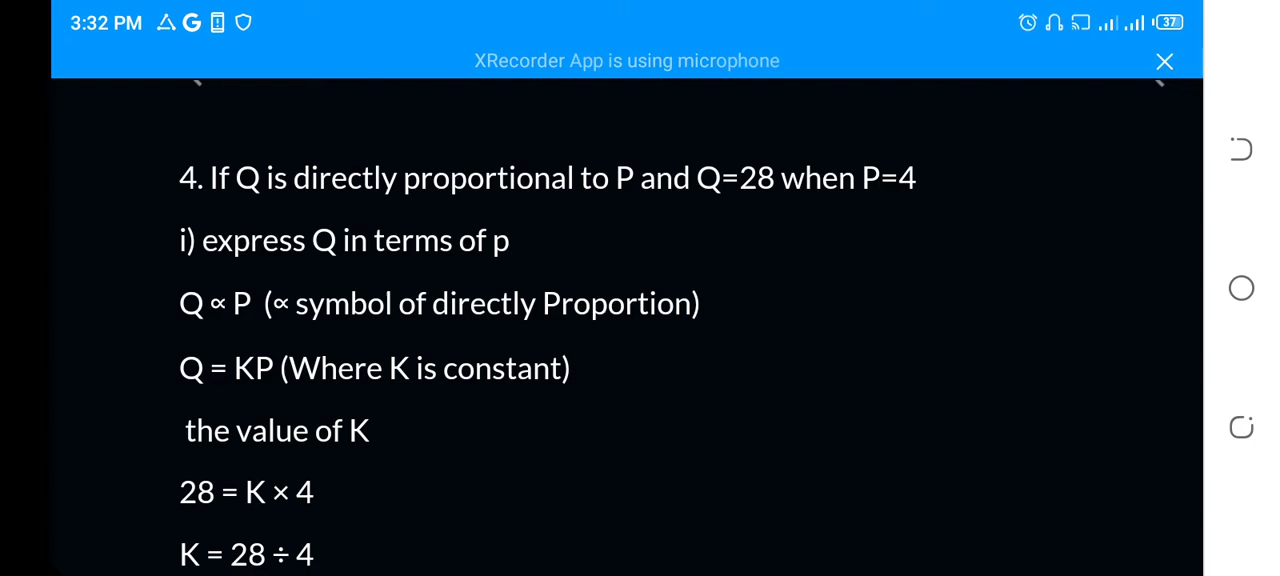 3:32 PM G 37
XRecorder App is using microphone
4. If Q is directly proportional to P and Q=28 when P=4
i) express Q in terms of p
Q ∝ P (∝ symbol of directly Proportion)
Q = KP (Where K is constant)
the value of K
28 = K × 4
K = 28 ÷ 4